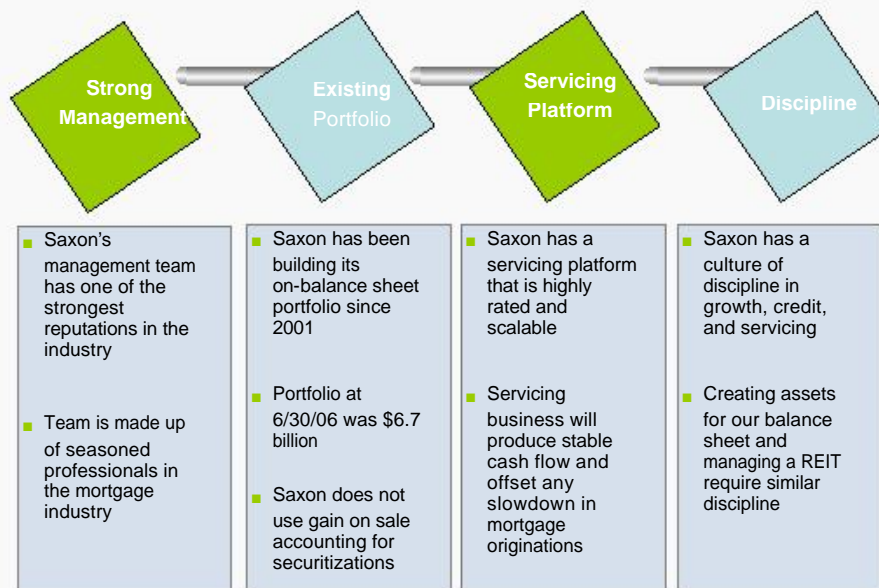 Strong
Management
Existing
Portfolio
Servicing
Platform
Discipline
Saxon's
management team
has one of the
strongest
reputations in the
industry
Team is made up
of seasoned
professionals in
the mortgage
industry
Saxon has been
building its
on-balance sheet
portfolio since
2001
Portfolio at
6/30/06 was $6.7
billion
Saxon does not
use gain on sale
accounting for
securitizations
Saxon has a
servicing platform
that is highly
rated and
scalable
Servicing
business will
produce stable
cash flow and
offset any
slowdown in
mortgage
originations
Saxon has a
culture of
discipline in
growth, credit,
and servicing
Creating assets
for our balance
sheet and
managing a REIT
require similar
discipline